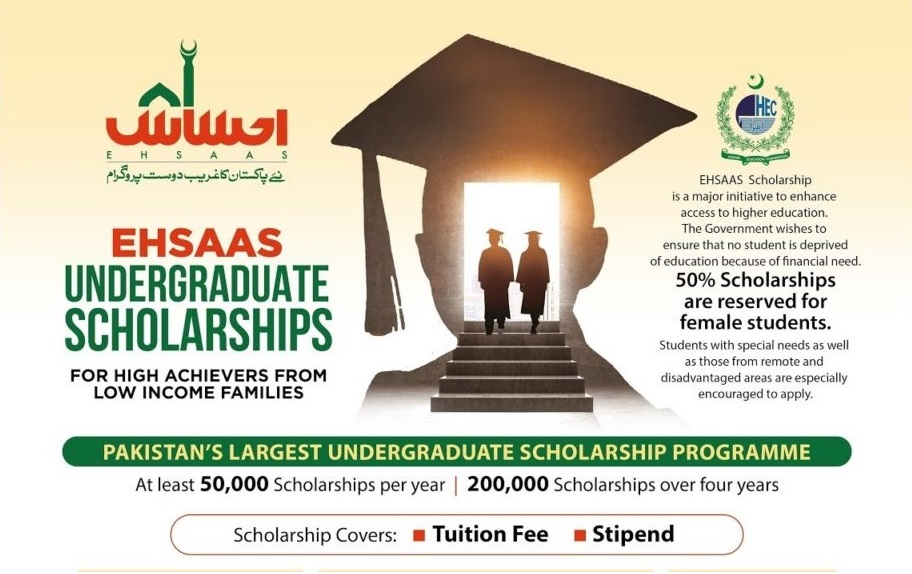 احساس
EHSAAS
نئے پاکستان کا غریب دوست پروگرام
EHSAAS
UNDERGRADUATE
SCHOLARSHIPS
FOR HIGH ACHIEVERS FROM
LOW INCOME FAMILIES
HEC
EHSAAS Scholarship
is a major initiative to enhance
access to higher education.
The Government wishes to
ensure that no student is deprived
of education because of financial need.
50% Scholarships
are reserved for
female students.
Students with special needs as well
as those from remote and
disadvantaged areas are especially
encouraged to apply.
PAKISTAN'S LARGEST UNDERGRADUATE SCHOLARSHIP PROGRAMME
At least 50,000 Scholarships per year | 200,000 Scholarships over four years
Scholarship Covers: ■ Tuition Fee ■ Stipend